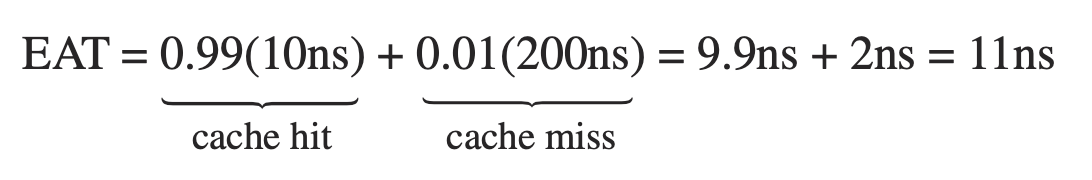 EAT = 0.99(10ns) + 0.01(200ns) = 9.9ns + 2ns = 11ns
cache hit cache miss